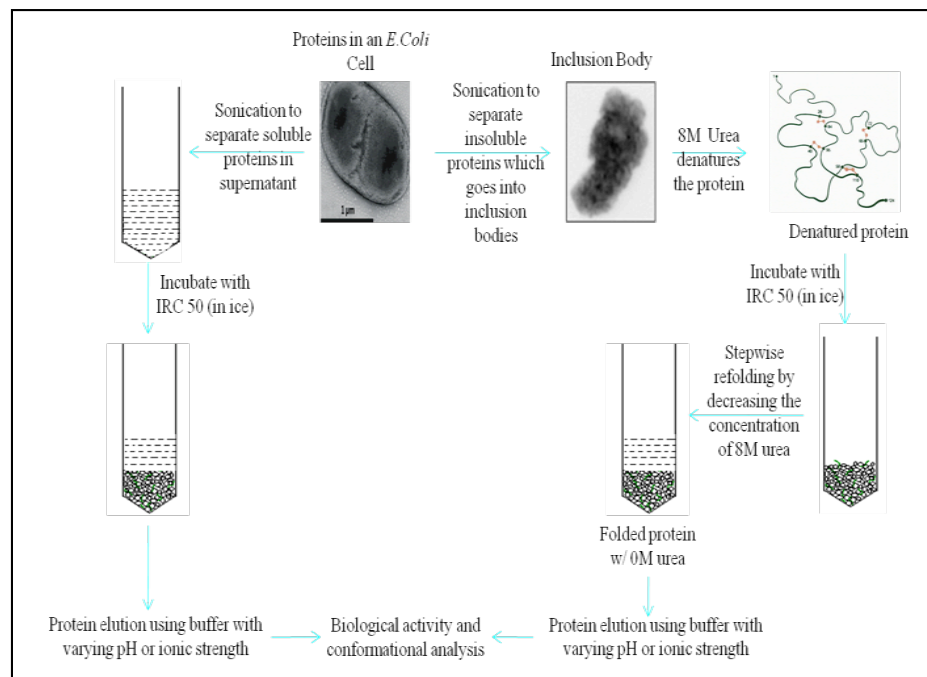 Proteins in an E.Coli
Cell
Inclusion Body
Sonication to
separate soluble
proteins in
supernatant
Sonication to
separate
insoluble
proteins which
goes into
inclusion
bodies
8M Urea
denatures
the protein
1µm
Denatured protein
Incubate with
IRC 50 (in ice)
Incubate with
IRC 50 (in ice)
Stepwise
refolding by
decreasing the
concentration
of 8M urea
Folded protein
w/ 0M urea
Protein elution using buffer with
varying pH or ionic strength
Biological activity and
conformational analysis
Protein elution using buffer with
varying pH or ionic strength